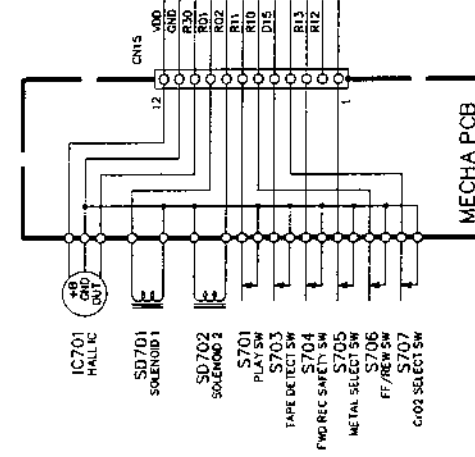 VDD
GND
R30
R01
R02
R11
R10
D15
R13
R12
CN15
12
1
MECHA PCB
+B
GND
OUT
IC701
HALL IC
SD701
SOLENOID 1
SD702
SOLENOID 2
S701
PLAY SW
S703
TAPE DETECT SW
S704
FWD REC SAFETY SW
S705
METAL SELECT SW
S706
FF/REW SW
S707
CrO2 SELECT SW